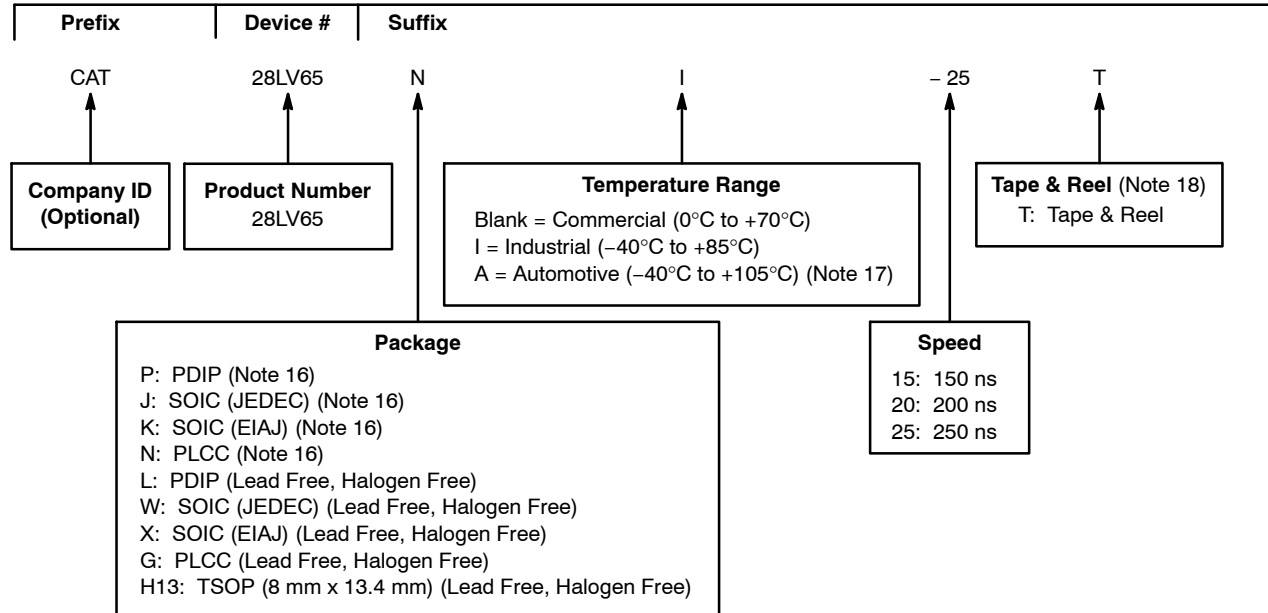 Prefix Device # Suffix
CAT 28LV65 N I – 25 T
Company ID
(Optional)
Product Number
28LV65
Temperature Range
Blank = Commercial (0°C to +70°C)
I = Industrial (−40°C to +85°C)
A = Automotive (−40°C to +105°C) (Note 17)
Tape & Reel (Note 18)
T: Tape & Reel
Package
P: PDIP (Note 16)
J: SOIC (JEDEC) (Note 16)
K: SOIC (EIAJ) (Note 16)
N: PLCC (Note 16)
L: PDIP (Lead Free, Halogen Free)
W: SOIC (JEDEC) (Lead Free, Halogen Free)
X: SOIC (EIAJ) (Lead Free, Halogen Free)
G: PLCC (Lead Free, Halogen Free)
H13: TSOP (8 mm x 13.4 mm) (Lead Free, Halogen Free)
Speed
15: 150 ns
20: 200 ns
25: 250 ns